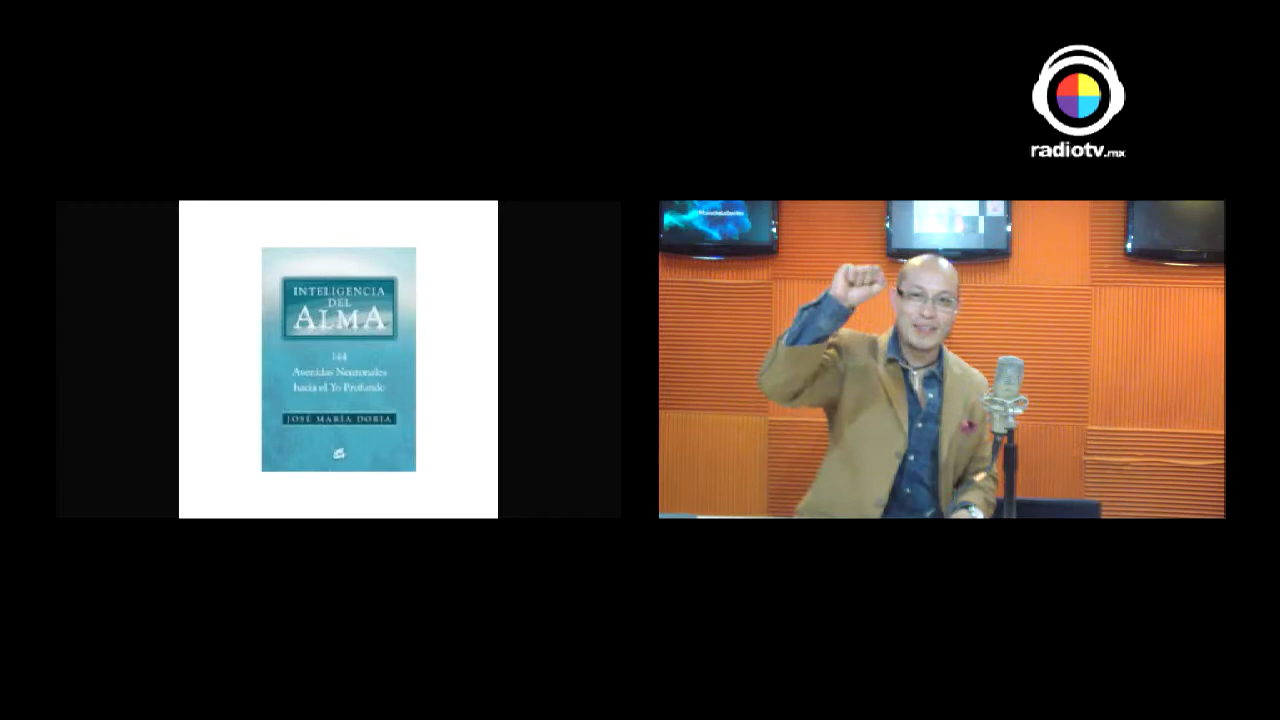 radiotv.mx
INTELIGENCIA
DEL
ALMA
144
Avenidas Neuronales
hacia el Yo Profundo
JOSÉ MARÍA DORIA